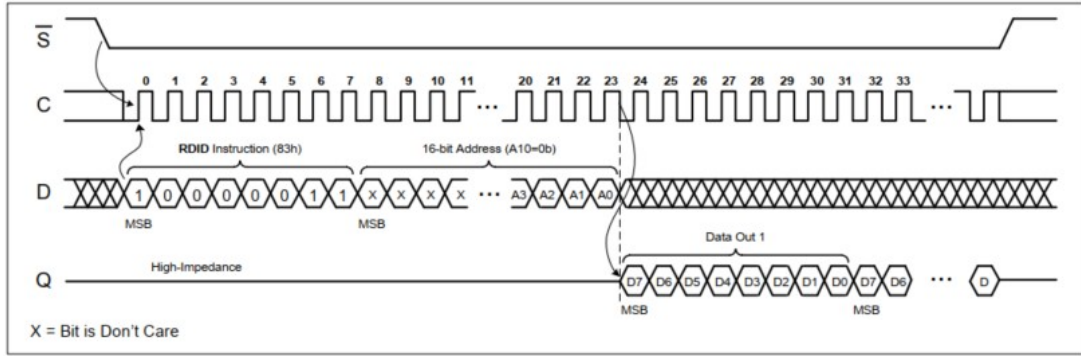 S
0 1 2 3 4 5 6 7 8 9 10 11 ... 20 21 22 23 24 25 26 27 28 29 30 31 32 33
C ... ...
RDID Instruction (83h) 16-bit Address (A10=0b)
D 1 0 0 0 0 0 1 1 X X X X ... A3 A2 A1 A0
MSB MSB
Data Out 1
High-Impedance
Q D7 D6 D5 D4 D3 D2 D1 D0 D7 D6 ... D
MSB MSB
X = Bit is Don't Care